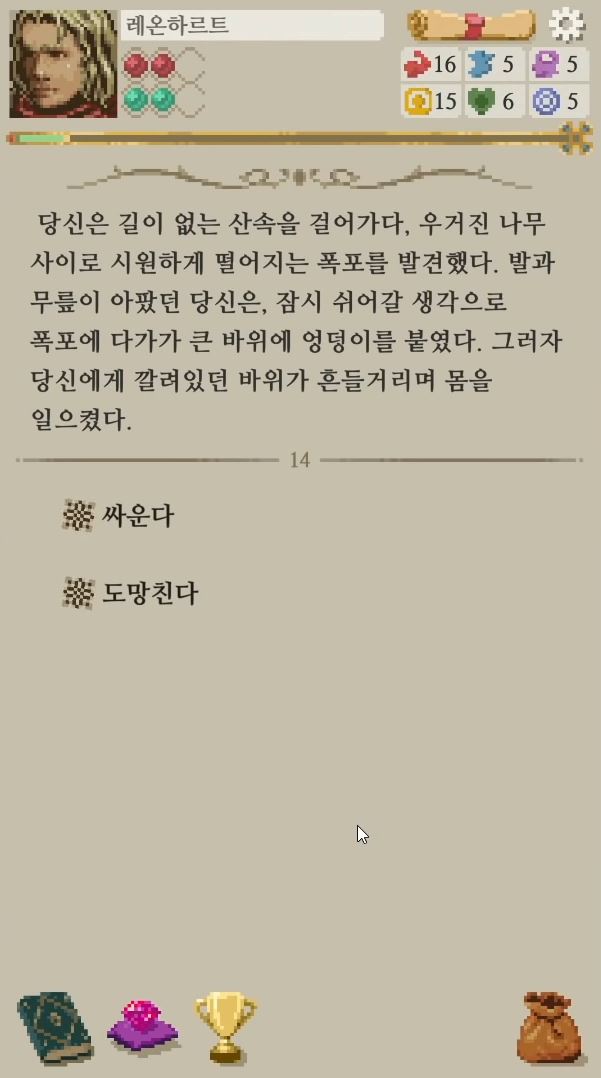 레온하르트
16 5 5
15 6 5
당신은 길이 없는 산속을 걸어가다, 우거진 나무
사이로 시원하게 떨어지는 폭포를 발견했다. 발과
무릎이 아팠던 당신은, 잠시 쉬어갈 생각으로
폭포에 다가가 큰 바위에 엉덩이를 붙였다. 그러자
당신에게 깔려있던 바위가 흔들거리며 몸을
일으켰다.
14
싸운다
도망친다